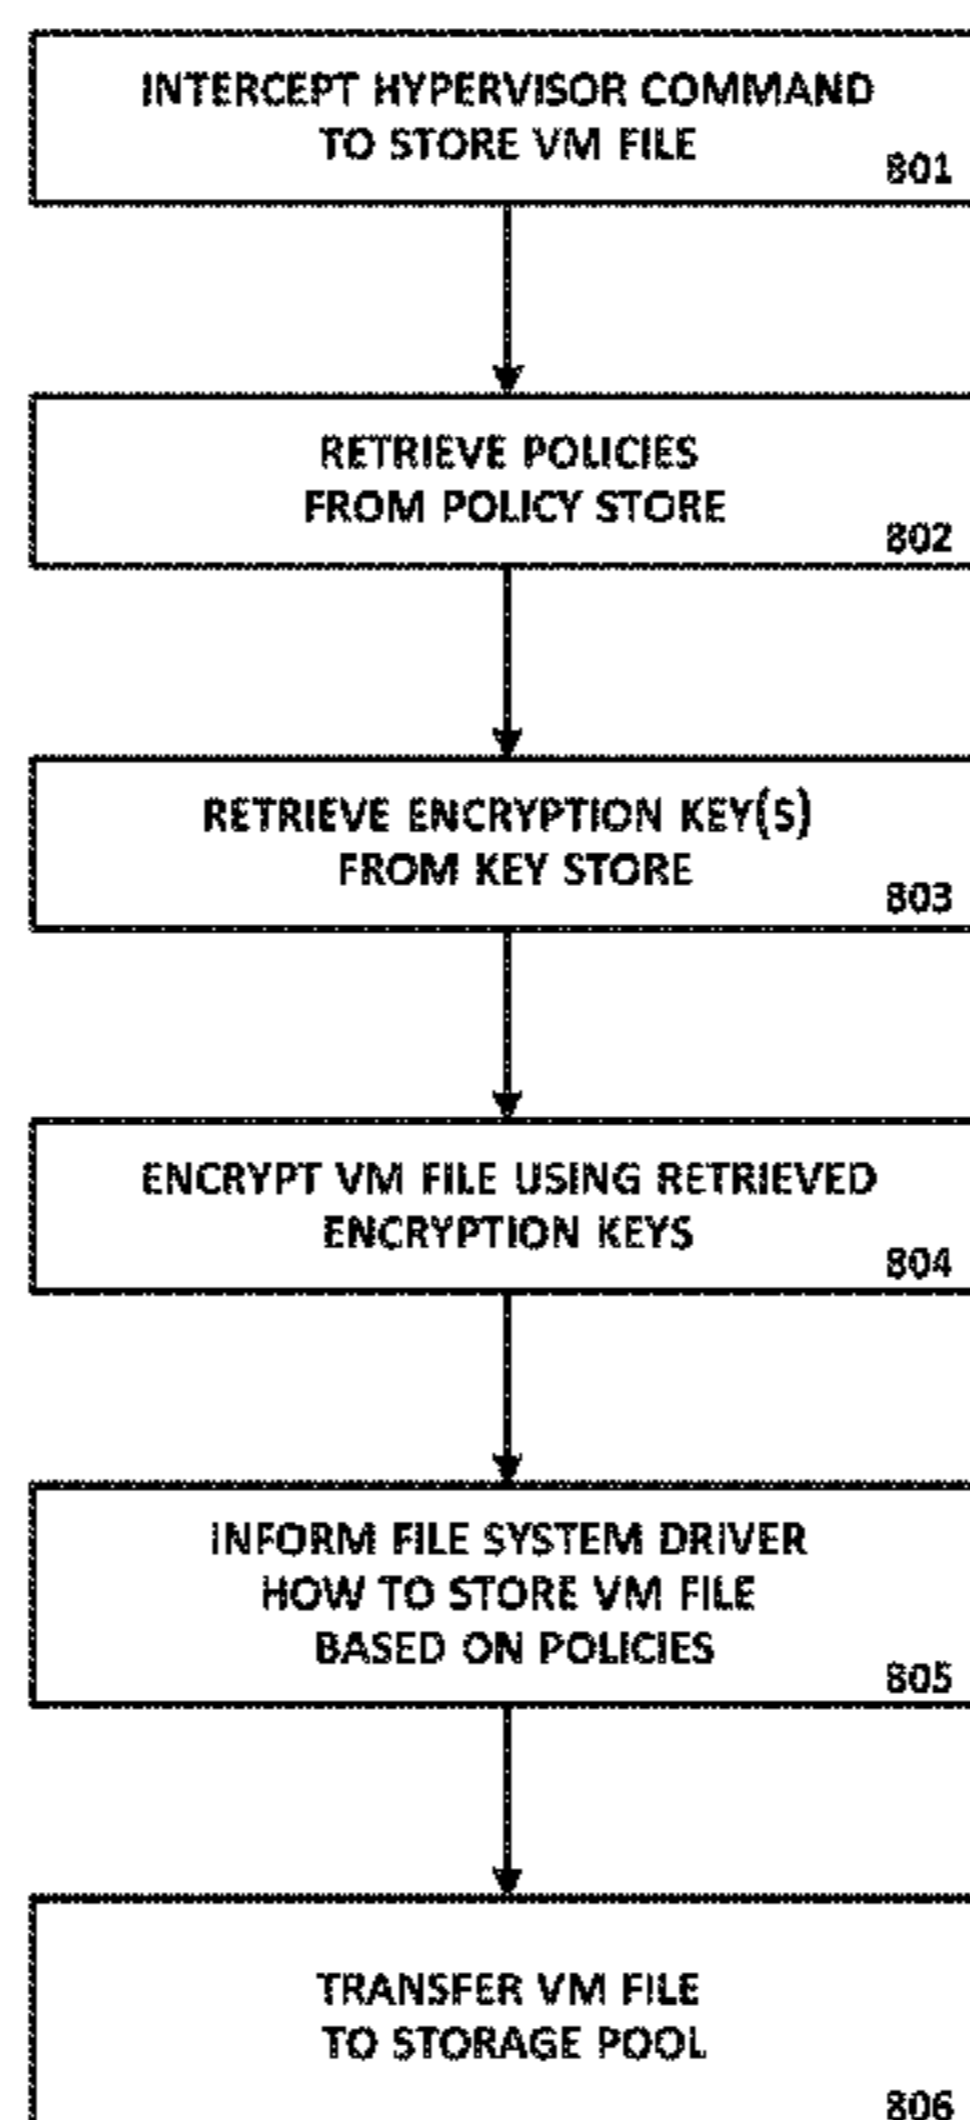 INTERCEPT HYPERVISOR COMMAND
TO STORE VM FILE
801
RETRIEVE POLICIES
FROM POLICY STORE
802
RETRIEVE ENCRYPTION KEY(S)
FROM KEY STORE
803
ENCRYPT VM FILE USING RETRIEVED
ENCRYPTION KEYS
804
INFORM FILE SYSTEM DRIVER
HOW TO STORE VM FILE
BASED ON POLICIES
805
TRANSFER VM FILE
TO STORAGE POOL
806